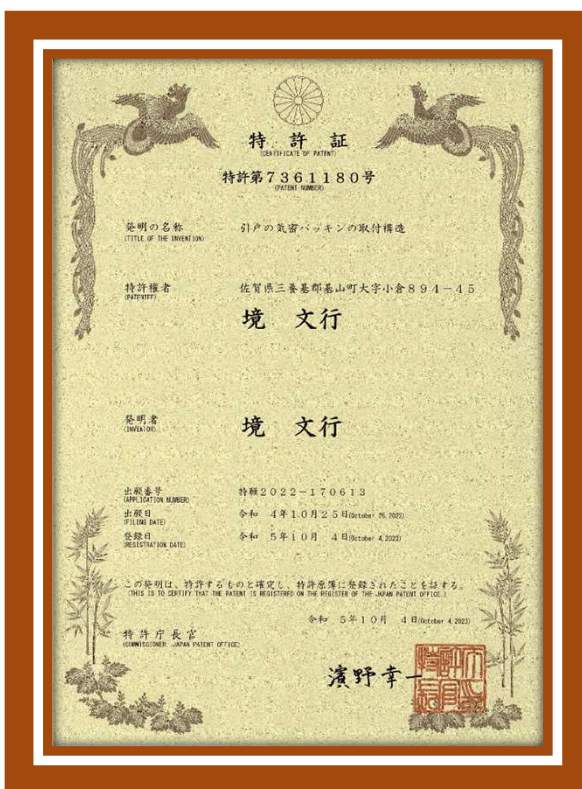 特許証
(CERTIFICATE OF PATENT)
特許第7361180号
(PATENT NUMBER)
発明の名称 引戸の気密パッキンの取付構造
(TITLE OF THE INVENTION)
特許権者 佐賀県三養基郡基山町大字小倉894-45
(PATENTEE)
境 文行
発明者 境 文行
(INVENTOR)
出願番号 特願2022-170613
(APPLICATION NUMBER)
出願日 令和 4年10月25日(October 25,2022)
(FILING DATE)
登録日 令和 5年10月 4日(October 4,2023)
(REGISTRATION DATE)
この発明は、特許するものと確定し、特許原簿に登録されたことを証する。
(THIS IS TO CERTIFY THAT THE PATENT IS REGISTERED ON THE REGISTER OF THE JAPAN PATENT OFFICE.)
令和 5年10月 4日(October 4,2023)
特許庁長官
(COMMISSIONER, JAPAN PATENT OFFICE)
濱野幸一